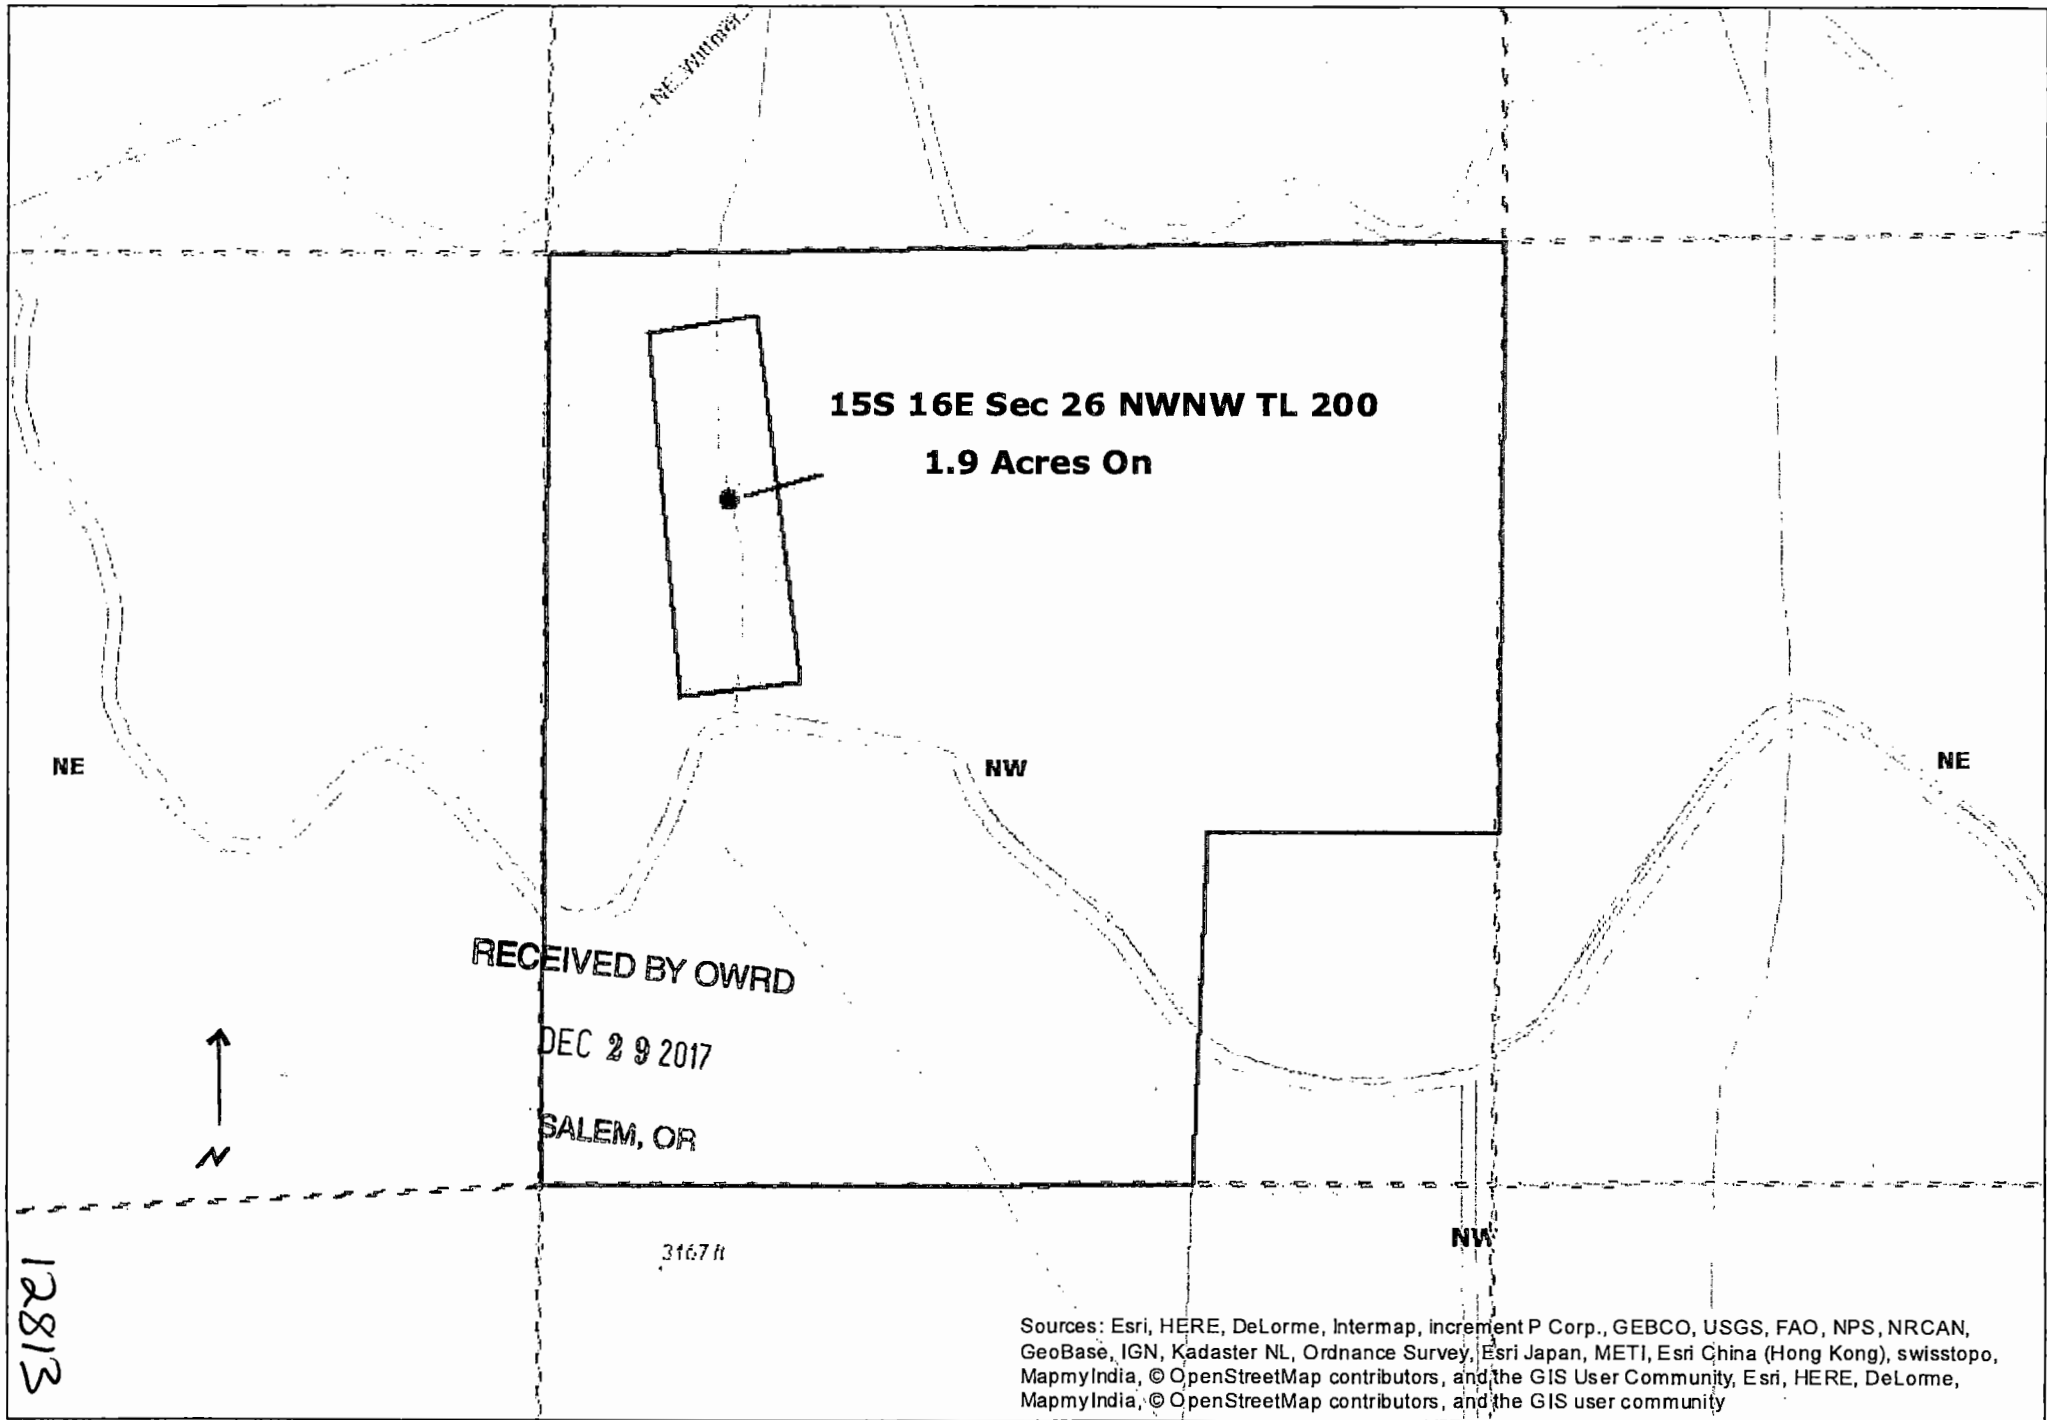 NE Wittmer
15S 16E Sec 26 NWNW TL 200
1.9 Acres On
NE
NW
NE
RECEIVED BY OWRD
DEC 29 2017
SALEM, OR
N
NW
3167 ft
12813
Sources: Esri, HERE, DeLorme, Intermap, increment P Corp., GEBCO, USGS, FAO, NPS, NRCAN,
GeoBase, IGN, Kadaster NL, Ordnance Survey, Esri Japan, METI, Esri China (Hong Kong), swisstopo,
MapmyIndia, © OpenStreetMap contributors, and the GIS User Community, Esri, HERE, DeLorme,
MapmyIndia, © OpenStreetMap contributors, and the GIS user community